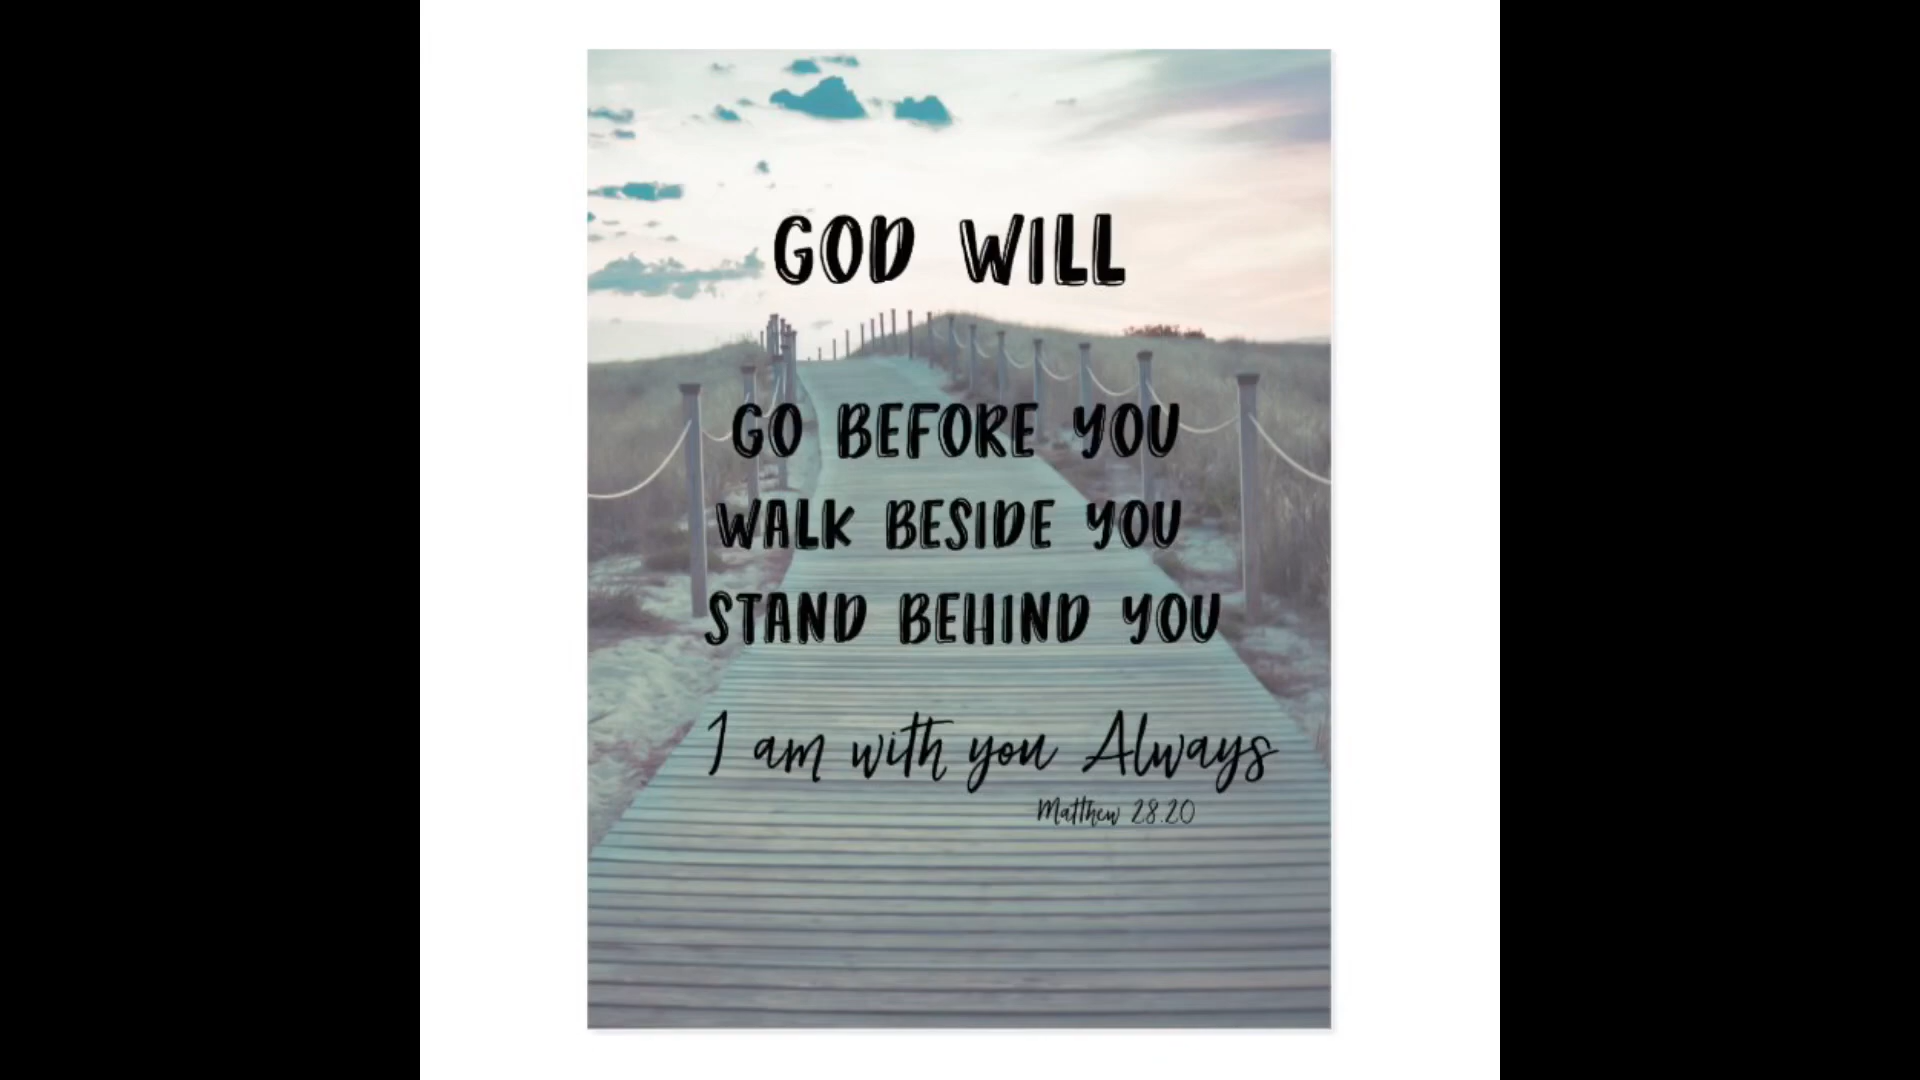 GOD WILL
GO BEFORE YOU
WALK BESIDE YOU
STAND BEHIND YOU
I am with you Always
Matthew 28.20